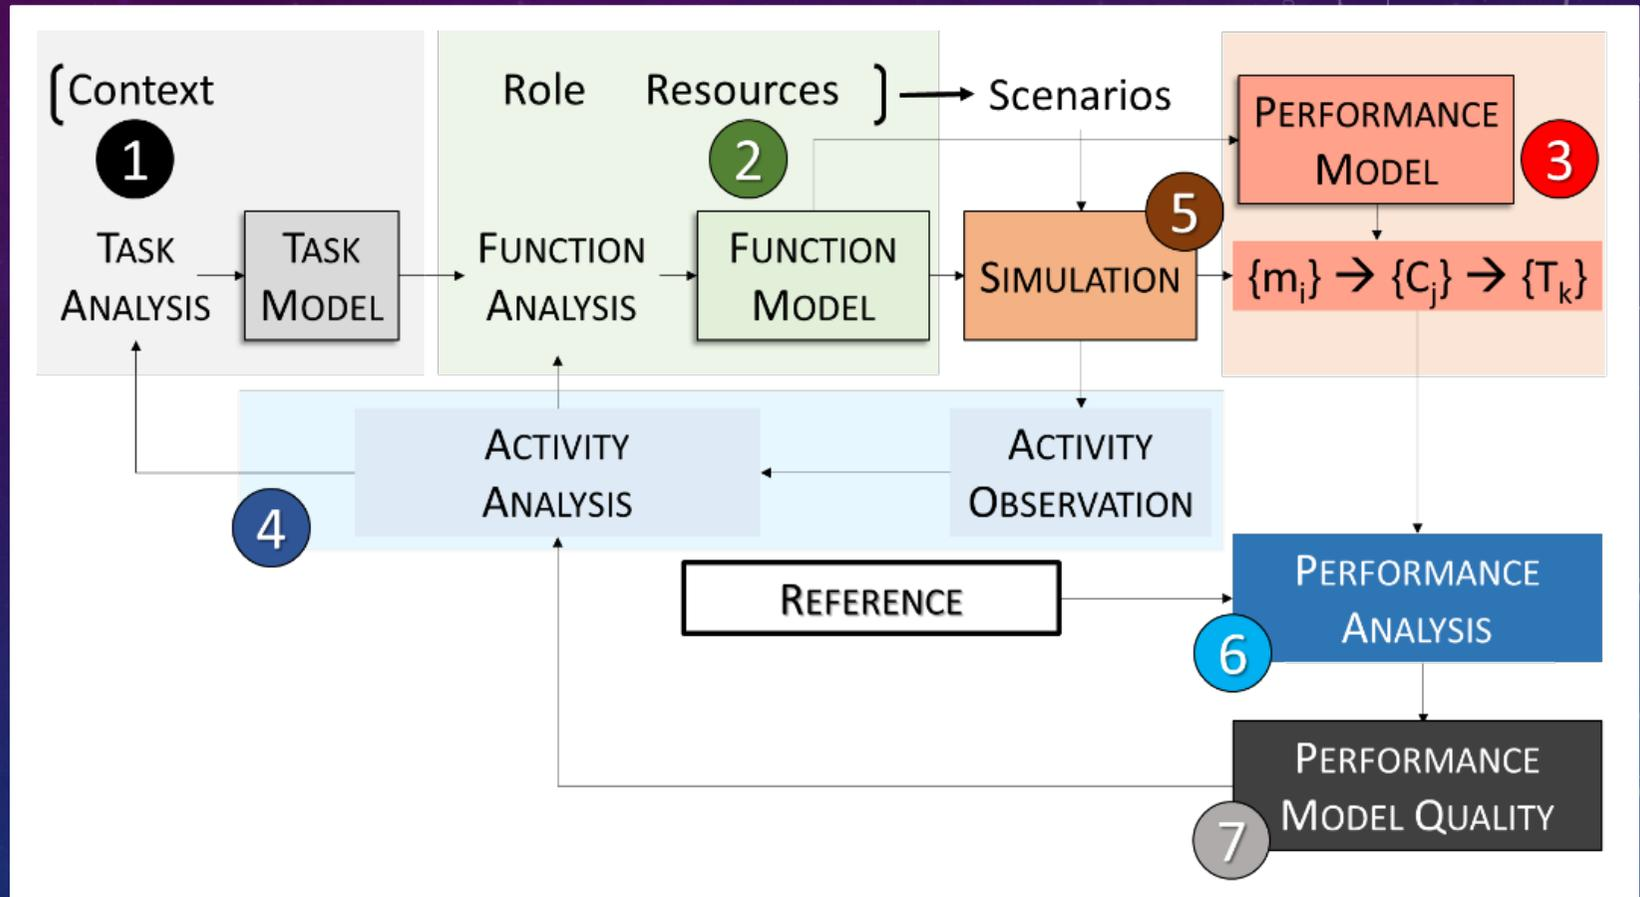 [Context Role Resources ] → Scenarios
1
2
PERFORMANCE
MODEL
3
5
TASK
ANALYSIS
TASK
MODEL
FUNCTION
ANALYSIS
FUNCTION
MODEL
SIMULATION
{mi} → {Cj} → {Tk}
ACTIVITY
ANALYSIS
ACTIVITY
OBSERVATION
4
REFERENCE
PERFORMANCE
ANALYSIS
6
PERFORMANCE
MODEL QUALITY
7